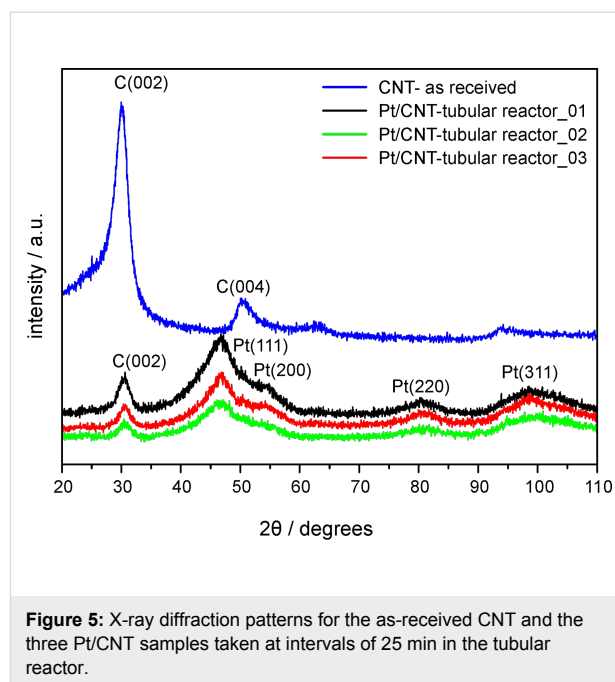 C(002)
CNT- as received
Pt/CNT-tubular reactor_01
Pt/CNT-tubular reactor_02
Pt/CNT-tubular reactor_03
intensity / a.u.
C(004)
C(002)
Pt(111)
Pt(200)
Pt(220)
Pt(311)
20 30 40 50 60 70 80 90 100 110
2θ / degrees
Figure 5: X-ray diffraction patterns for the as-received CNT and the
three Pt/CNT samples taken at intervals of 25 min in the tubular
reactor.